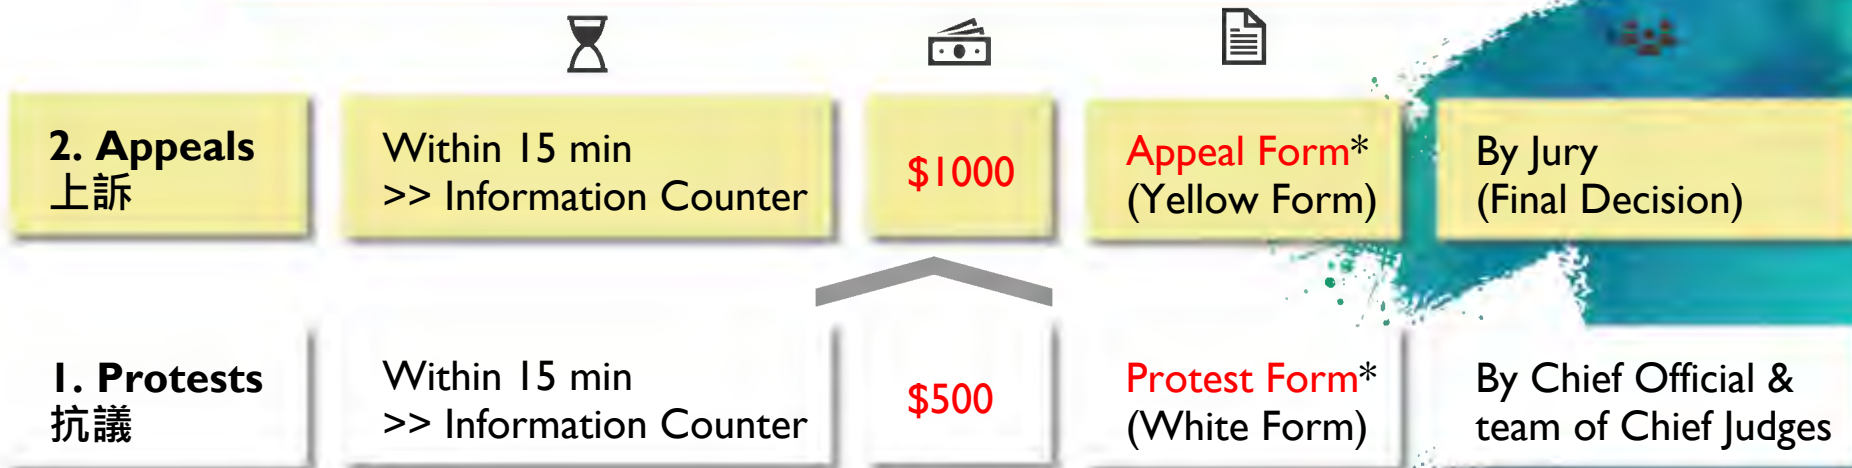 2. Appeals
上訴
Within 15 min
>> Information Counter
$1000
Appeal Form*
(Yellow Form)
By Jury
(Final Decision)
1. Protests
抗議
Within 15 min
>> Information Counter
$500
Protest Form*
(White Form)
By Chief Official &
team of Chief Judges